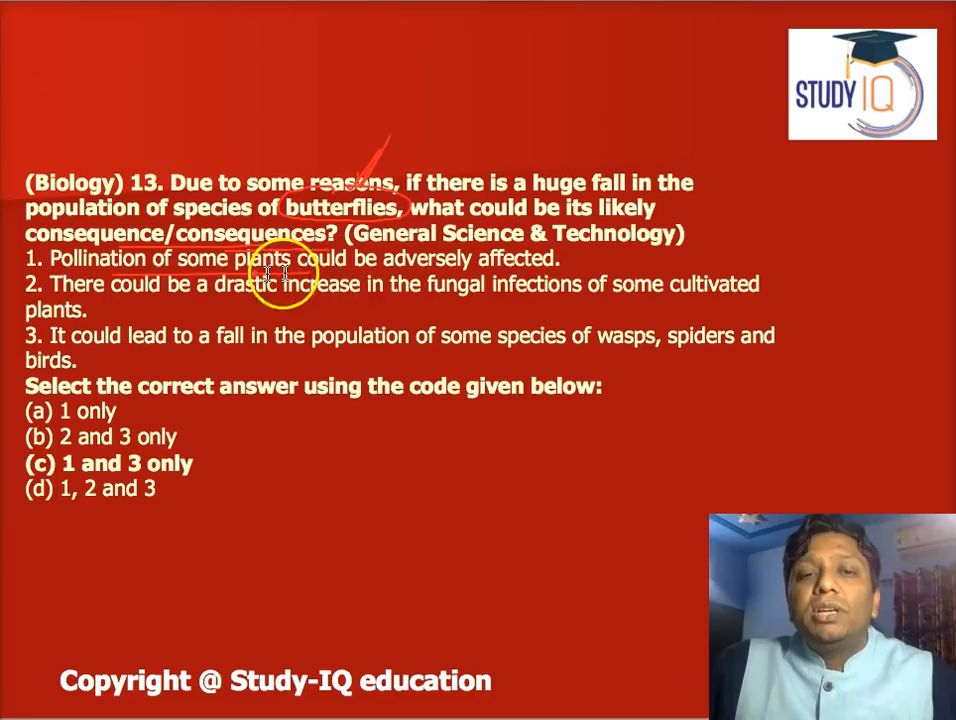 STUDY IQ
(Biology) 13. Due to some reasons, if there is a huge fall in the
population of species of butterflies, what could be its likely
consequence/consequences? (General Science & Technology)
1. Pollination of some plants could be adversely affected.
2. There could be a drastic increase in the fungal infections of some cultivated
plants.
3. It could lead to a fall in the population of some species of wasps, spiders and
birds.
Select the correct answer using the code given below:
(a) 1 only
(b) 2 and 3 only
(c) 1 and 3 only
(d) 1, 2 and 3
Copyright @ Study-IQ education